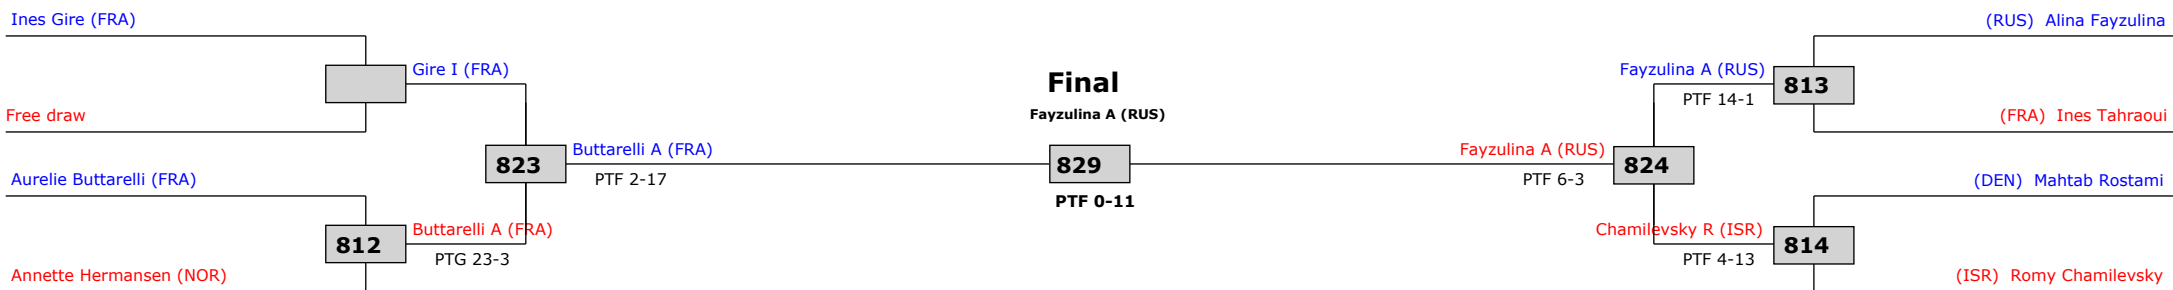 Ines Gire (FRA)
Gire I (FRA)
Free draw
823
Buttarelli A (FRA)
PTF 2-17
Aurelie Buttarelli (FRA)
812
Buttarelli A (FRA)
PTG 23-3
Annette Hermansen (NOR)
Final
Fayzulina A (RUS)
829
PTF 0-11
(RUS) Alina Fayzulina
Fayzulina A (RUS)
813
PTF 14-1
(FRA) Ines Tahraoui
Fayzulina A (RUS)
824
PTF 6-3
(DEN) Mahtab Rostami
Chamilevsky R (ISR)
814
PTF 4-13
(ISR) Romy Chamilevsky